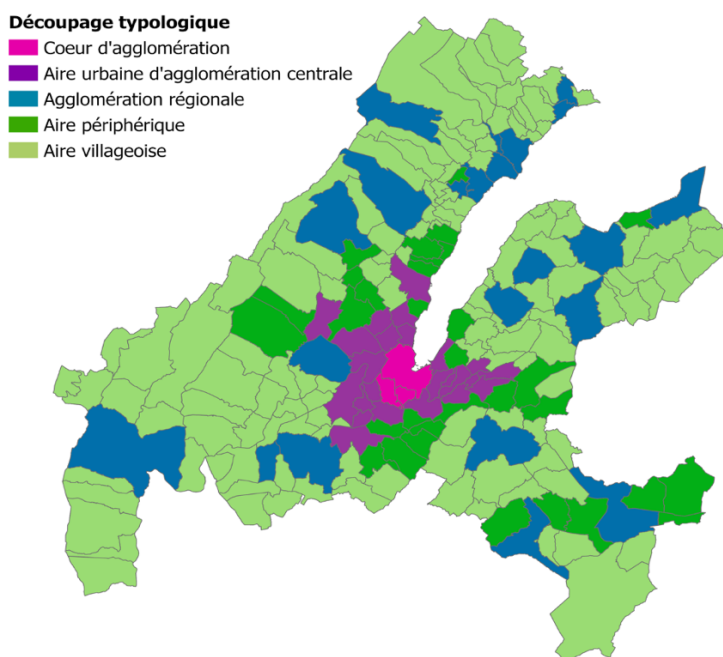 Découpage typologique
Coeur d'agglomération
Aire urbaine d'agglomération centrale
Agglomération régionale
Aire périphérique
Aire villageoise